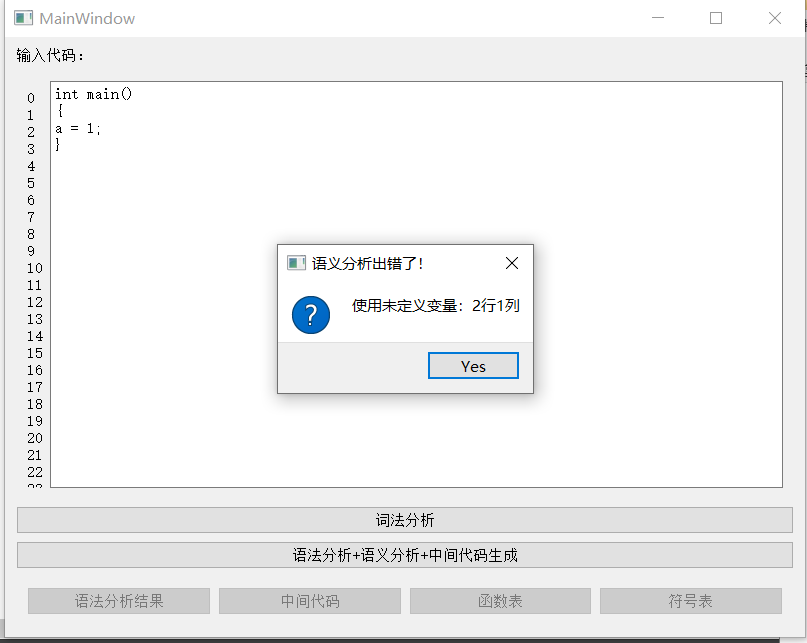 MainWindow
输入代码：
0
1
2
3
4
5
6
7
8
9
10
11
12
13
14
15
16
17
18
19
20
21
22
int main()
{
a = 1;
}
语义分析出错了!
使用未定义变量：2行1列
Yes
词法分析
语法分析+语义分析+中间代码生成
语法分析结果
中间代码
函数表
符号表